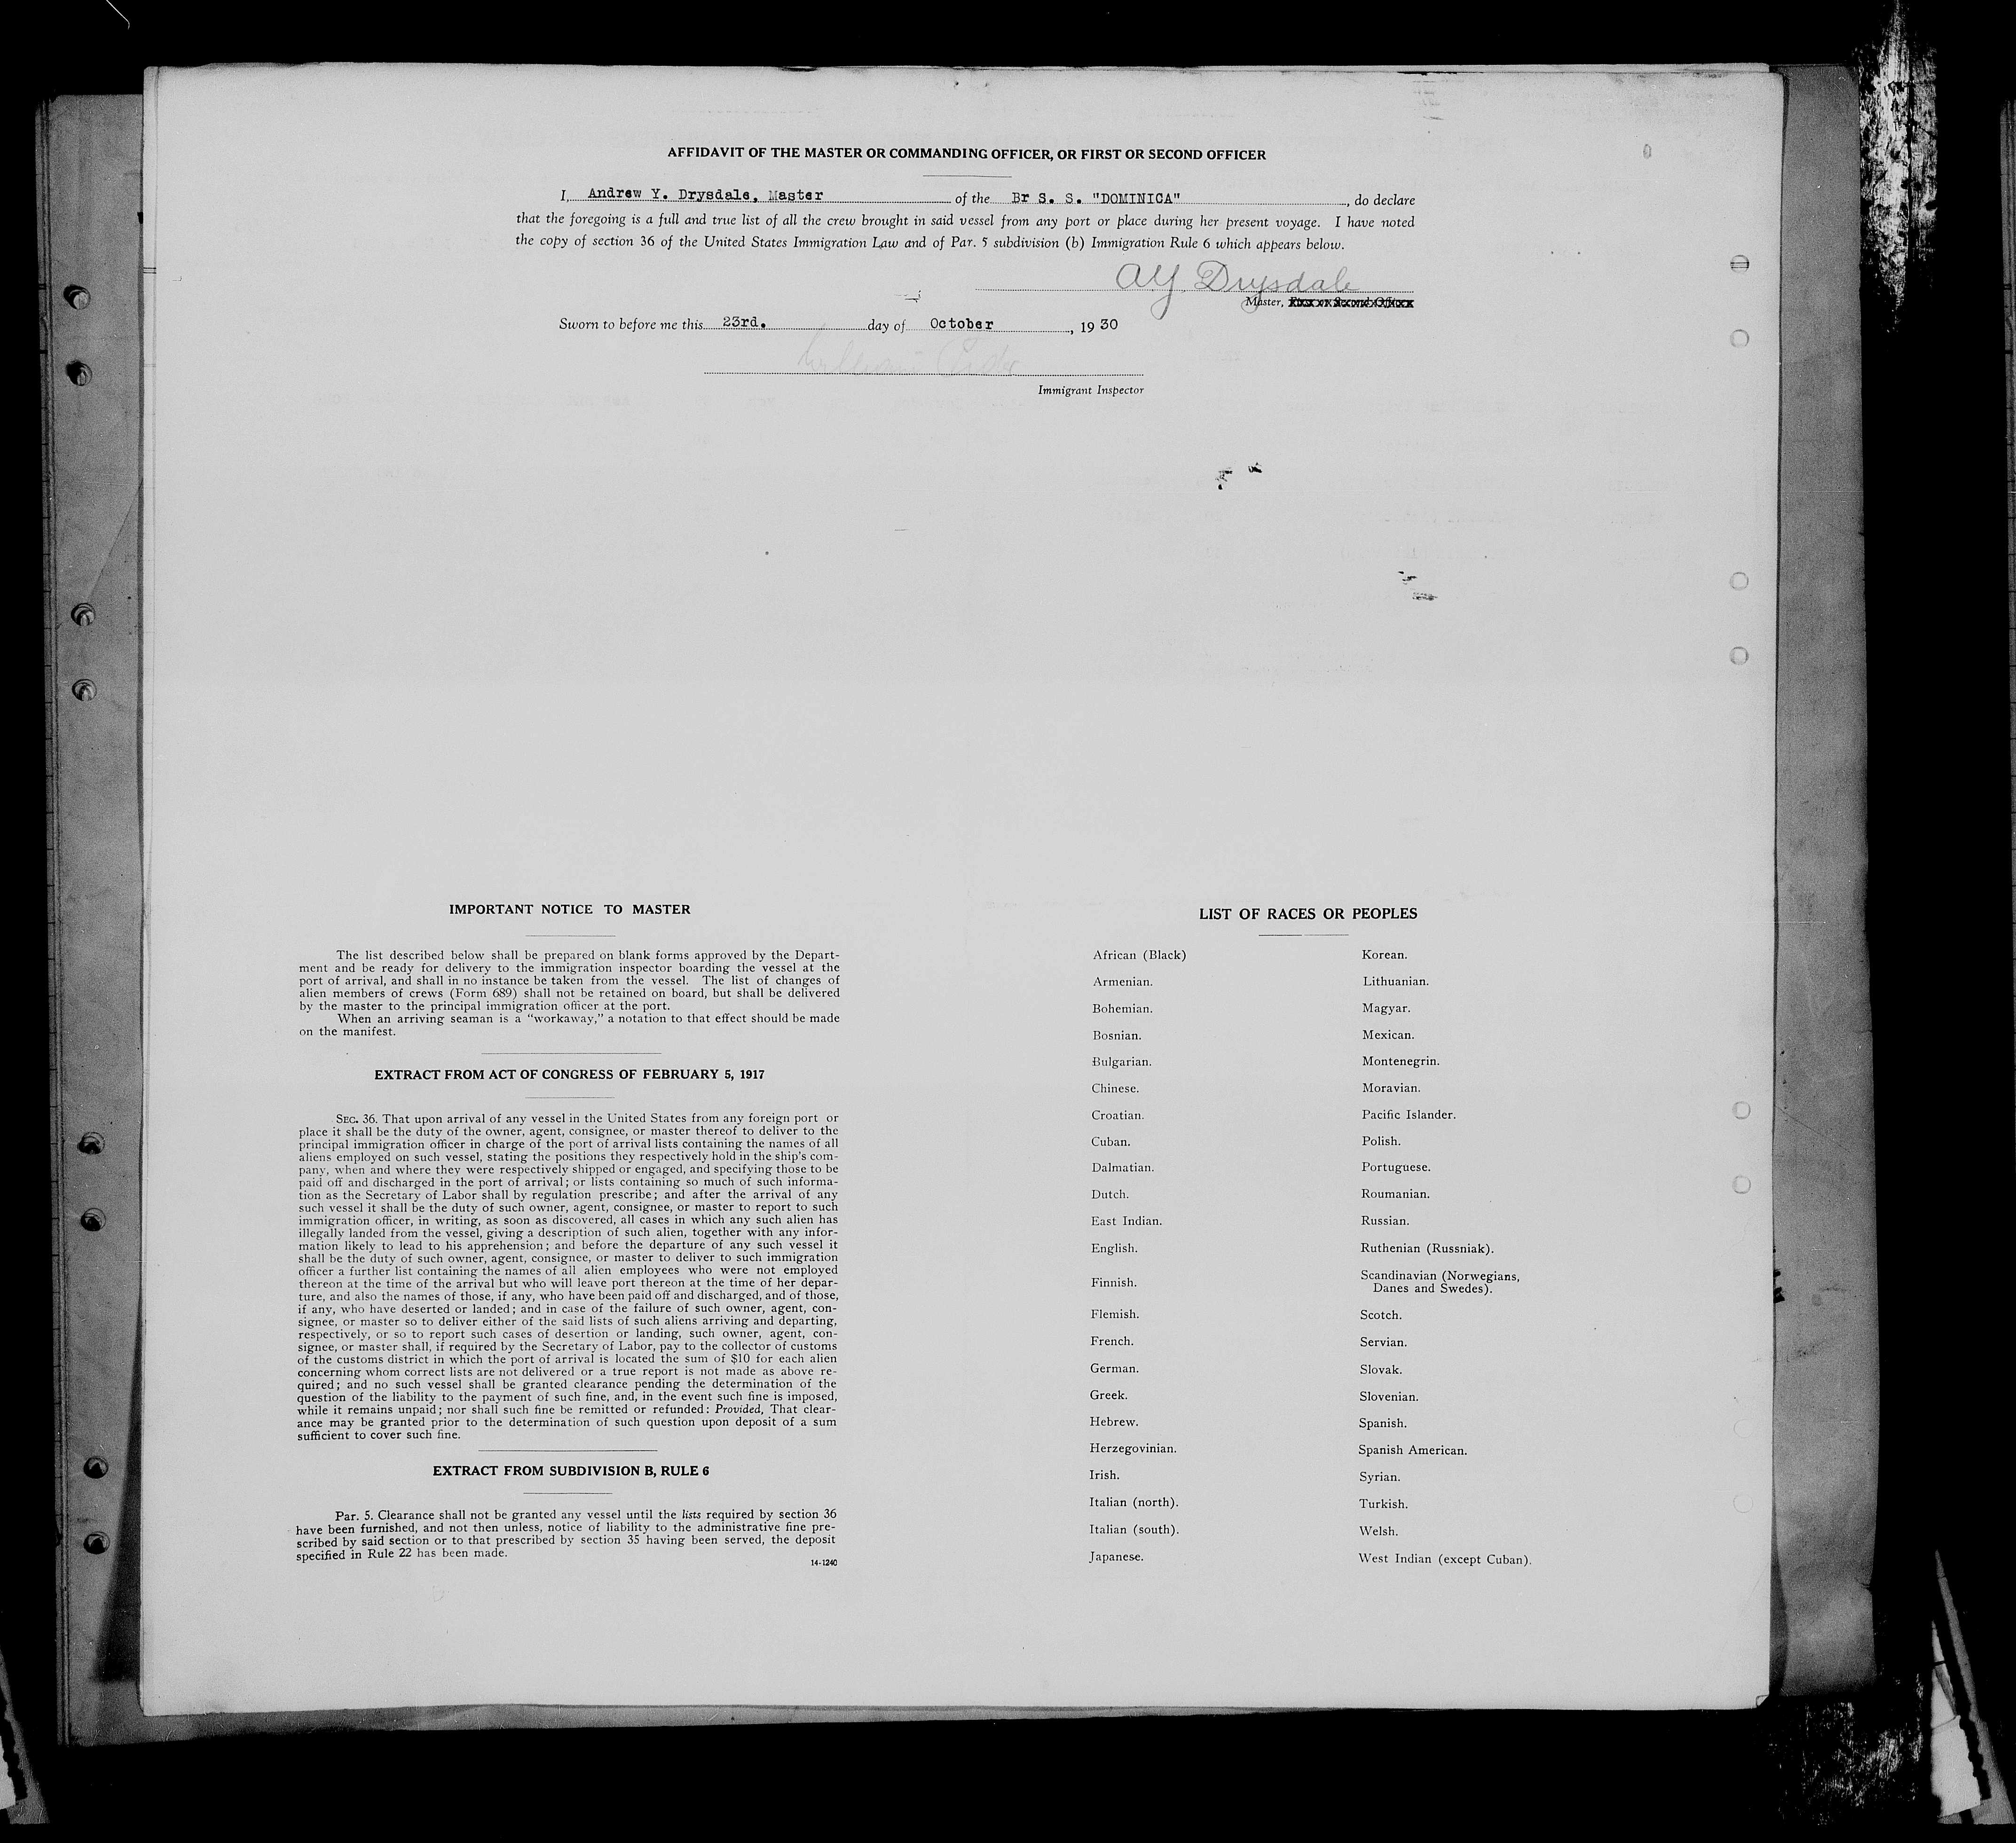 AFFIDAVIT OF THE MASTER OR COMMANDING OFFICER, OR FIRST OR SECOND OFFICER
I, Andrew Y. Drysdale, Master of the Br S. S. "DOMINICA", do declare
that the foregoing is a full and true list of all the crew brought in said vessel from any port or place during her present voyage. I have noted
the copy of section 36 of the United States Immigration Law and of Par. 5 subdivision (b) Immigration Rule 6 which appears below.
AY Drysdale
Master,
Sworn to before me this 23rd. day of October, 19 30
Immigrant Inspector
IMPORTANT NOTICE TO MASTER
The list described below shall be prepared on blank forms approved by the Depart-
ment and be ready for delivery to the immigration inspector boarding the vessel at the
port of arrival, and shall in no instance be taken from the vessel. The list of changes of
alien members of crews (Form 689) shall not be retained on board, but shall be delivered
by the master to the principal immigration officer at the port.
When an arriving seaman is a "workaway," a notation to that effect should be made
on the manifest.
EXTRACT FROM ACT OF CONGRESS OF FEBRUARY 5, 1917
SEC. 36. That upon arrival of any vessel in the United States from any foreign port or
place it shall be the duty of the owner, agent, consignee, or master thereof to deliver to the
principal immigration officer in charge of the port of arrival lists containing the names of all
aliens employed on such vessel, stating the positions they respectively hold in the ship's com-
pany, when and where they were respectively shipped or engaged, and specifying those to be
paid off and discharged in the port of arrival; or lists containing so much of such informa-
tion as the Secretary of Labor shall by regulation prescribe; and after the arrival of any
such vessel it shall be the duty of such owner, agent, consignee, or master to report to such
immigration officer, in writing, as soon as discovered, all cases in which any such alien has
illegally landed from the vessel, giving a description of such alien, together with any infor-
mation likely to lead to his apprehension; and before the departure of any such vessel it
shall be the duty of such owner, agent, consignee, or master to deliver to such immigration
officer a further list containing the names of all alien employees who were not employed
thereon at the time of the arrival but who will leave port thereon at the time of her depar-
ture, and also the names of those, if any, who have been paid off and discharged, and of those,
if any, who have deserted or landed; and in case of the failure of such owner, agent, con-
signee, or master so to deliver either of the said lists of such aliens arriving and departing,
respectively, or so to report such cases of desertion or landing, such owner, agent, con-
signee, or master shall, if required by the Secretary of Labor, pay to the collector of customs
of the customs district in which the port of arrival is located the sum of $10 for each alien
concerning whom correct lists are not delivered or a true report is not made as above re-
quired; and no such vessel shall be granted clearance pending the determination of the
question of the liability to the payment of such fine, and, in the event such fine is imposed,
while it remains unpaid; nor shall such fine be remitted or refunded: Provided, That clear-
ance may be granted prior to the determination of such question upon deposit of a sum
sufficient to cover such fine.
EXTRACT FROM SUBDIVISION B, RULE 6
Par. 5. Clearance shall not be granted any vessel until the lists required by section 36
have been furnished, and not then unless, notice of liability to the administrative fine pre-
scribed by said section or to that prescribed by section 35 having been served, the deposit
specified in Rule 22 has been made.
14-1240
LIST OF RACES OR PEOPLES
African (Black)
Armenian.
Bohemian.
Bosnian.
Bulgarian.
Chinese.
Croatian.
Cuban.
Dalmatian.
Dutch.
East Indian.
English.
Finnish.
Flemish.
French.
German.
Greek.
Hebrew.
Herzegovinian.
Irish.
Italian (north).
Italian (south).
Japanese.
Korean.
Lithuanian.
Magyar.
Mexican.
Montenegrin.
Moravian.
Pacific Islander.
Polish.
Portuguese.
Roumanian.
Russian.
Ruthenian (Russniak).
Scandinavian (Norwegians,
Danes and Swedes).
Scotch.
Servian.
Slovak.
Slovenian.
Spanish.
Spanish American.
Syrian.
Turkish.
Welsh.
West Indian (except Cuban).